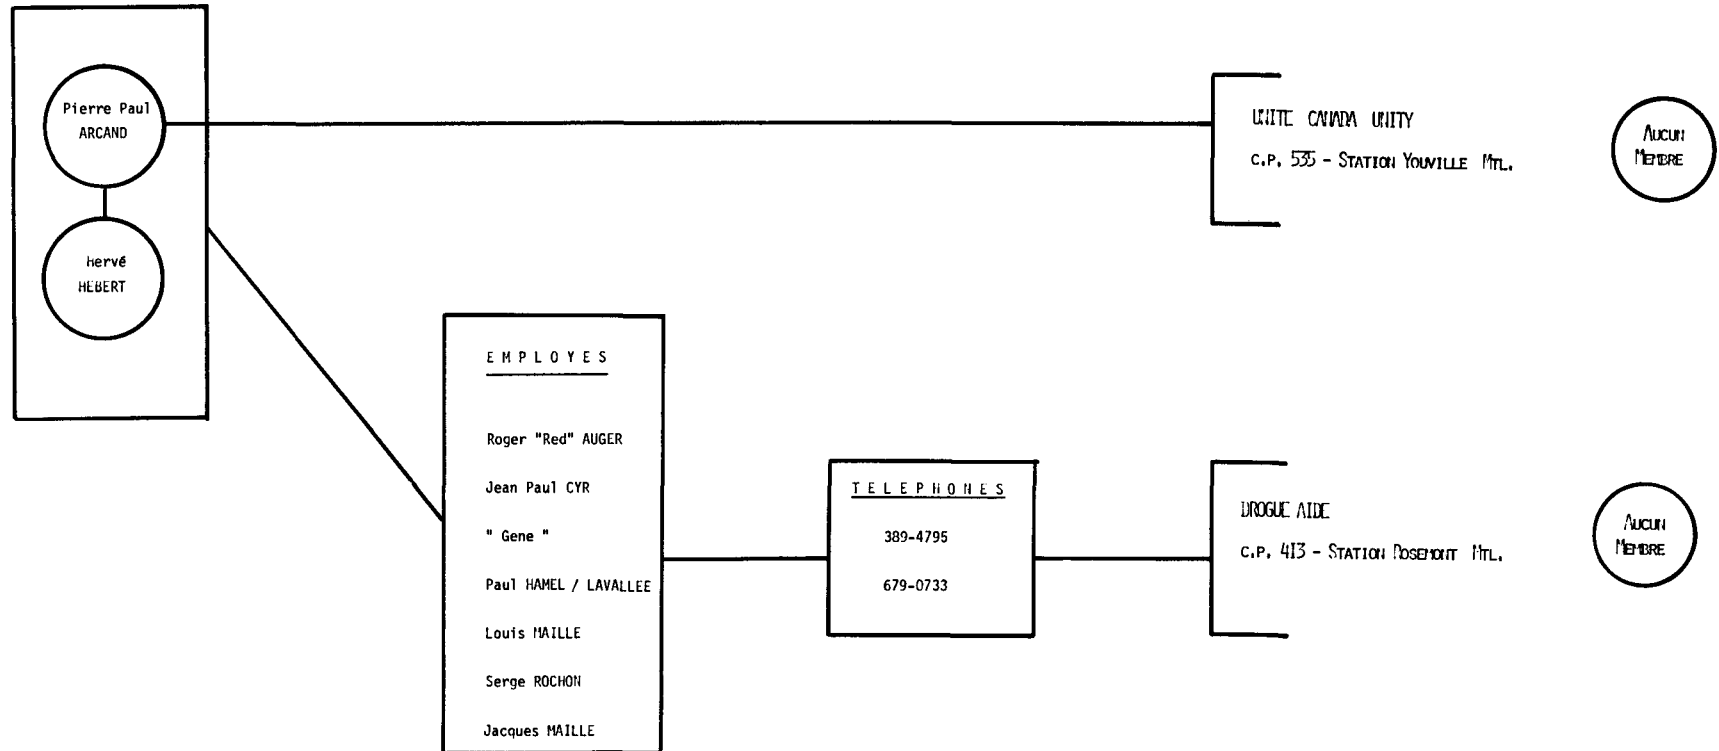 Pierre Paul
ARCAND
Hervé
HEBERT
UNITE CANADA UNITY
C.P. 535 - STATION YOUVILLE MTL.
AUCUN
MEMBRE
EMPLOYES
Roger "Red" AUGER
Jean Paul CYR
" Gene "
Paul HAMEL / LAVALLEE
Louis MAILLE
Serge ROCHON
Jacques MAILLE
TELEPHONES
389-4795
679-0733
DROGUE AIDE
C.P. 413 - STATION ROSEMONT MTL.
AUCUN
MEMBRE